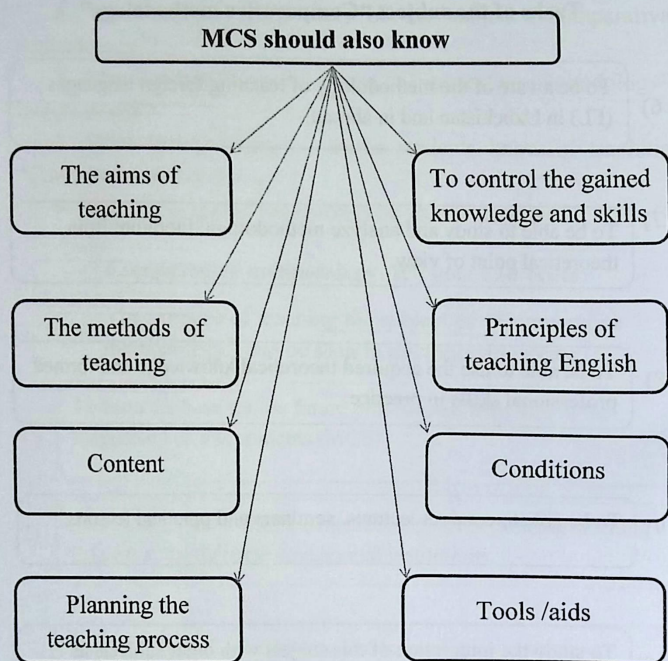 MCS should also know
The aims of
teaching
To control the gained
knowledge and skills
The methods of
teaching
Principles of
teaching English
Content
Conditions
Planning the
teaching process
Tools /aids